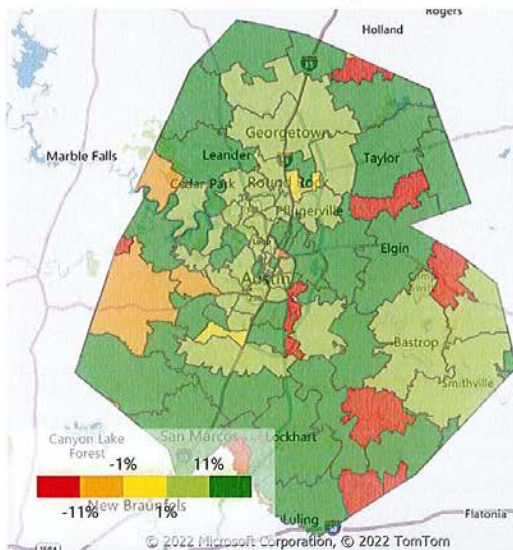 Rogers
Holland
35
Georgetown
Marble Falls
Leander
Taylor
Cedar Park
Round Rock
Pflugerville
Elgin
Austin
Bastrop
Smithville
Canyon Lake
Forest
San Marcos
Lockhart
-1% 11%
New Braunfels
-11% 1%
Luling
Flatonia
© 2022 Microsoft Corporation, © 2022 TomTom